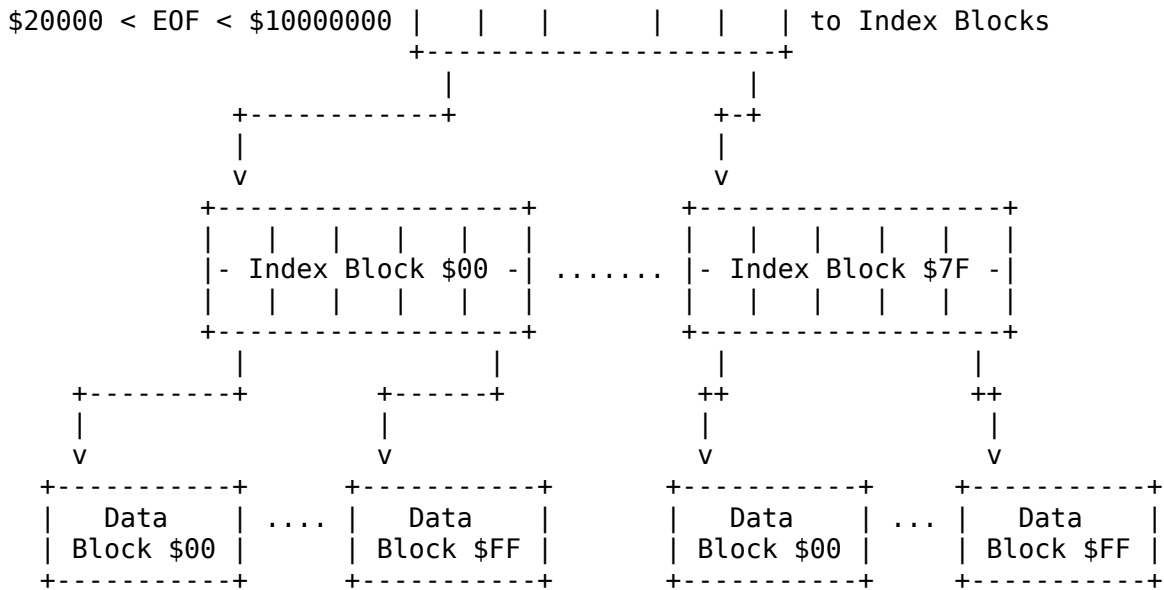 $20000 < EOF < $10000000 to Index Blocks
- Index Block $00 - ....... - Index Block $7F -
Data .... Data Data ... Data
Block $00 Block $FF Block $00 Block $FF